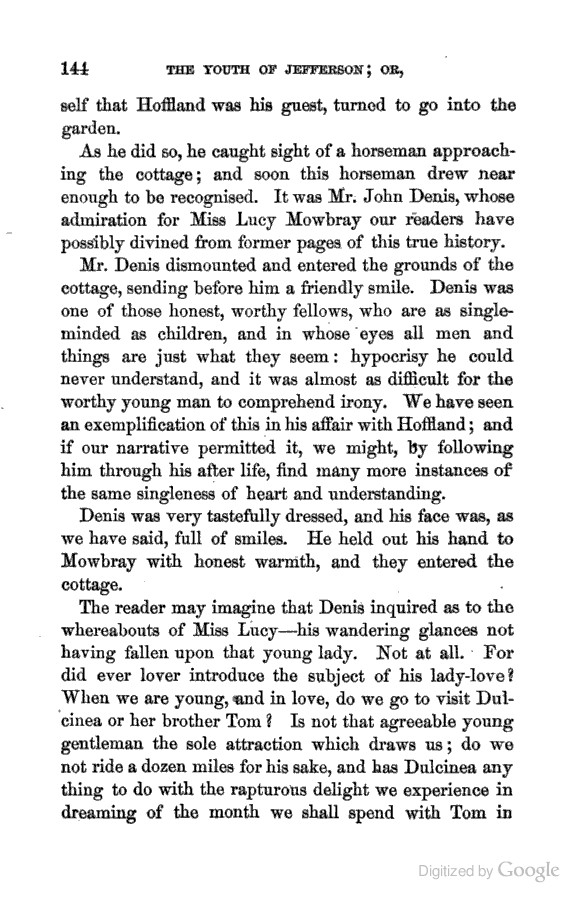 144 THE YOUTH OF JEFFERSON; OR,
self that Hoffland was his guest, turned to go into the
garden.
As he did so, he caught sight of a horseman approach-
ing the cottage; and soon this horseman drew near
enough to be recognised. It was Mr. John Denis, whose
admiration for Miss Lucy Mowbray our readers have
possibly divined from former pages of this true history.
Mr. Denis dismounted and entered the grounds of the
cottage, sending before him a friendly smile. Denis was
one of those honest, worthy fellows, who are as single-
minded as children, and in whose eyes all men and
things are just what they seem: hypocrisy he could
never understand, and it was almost as difficult for the
worthy young man to comprehend irony. We have seen
an exemplification of this in his affair with Hoffland; and
if our narrative permitted it, we might, by following
him through his after life, find many more instances of
the same singleness of heart and understanding.
Denis was very tastefully dressed, and his face was, as
we have said, full of smiles. He held out his hand to
Mowbray with honest warmth, and they entered the
cottage.
The reader may imagine that Denis inquired as to the
whereabouts of Miss Lucy—his wandering glances not
having fallen upon that young lady. Not at all. For
did ever lover introduce the subject of his lady-love?
When we are young, and in love, do we go to visit Dul-
cinea or her brother Tom? Is not that agreeable young
gentleman the sole attraction which draws us; do we
not ride a dozen miles for his sake, and has Dulcinea any
thing to do with the rapturous delight we experience in
dreaming of the month we shall spend with Tom in
Digitized by Google